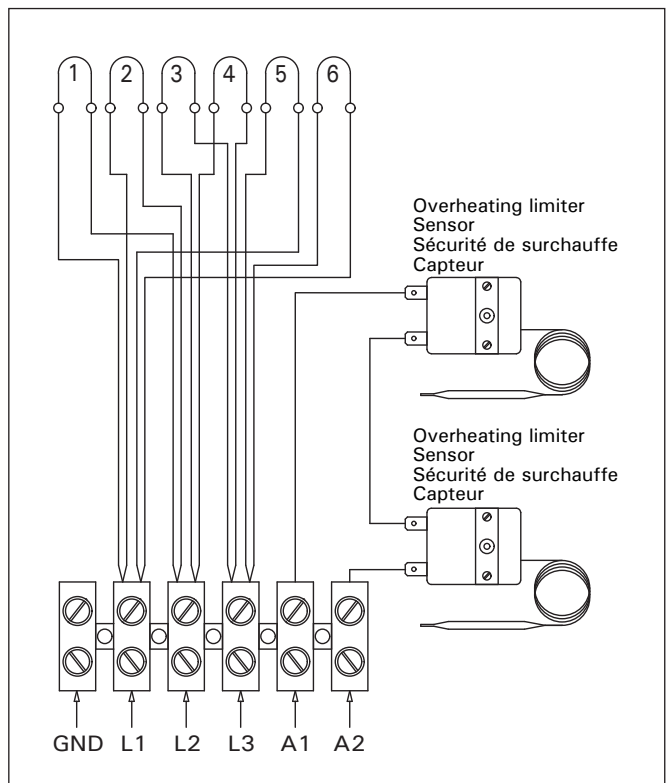 1 2 3 4 5 6
Overheating limiter
Sensor
Sécurité de surchauffe
Capteur
Overheating limiter
Sensor
Sécurité de surchauffe
Capteur
GND L1 L2 L3 A1 A2